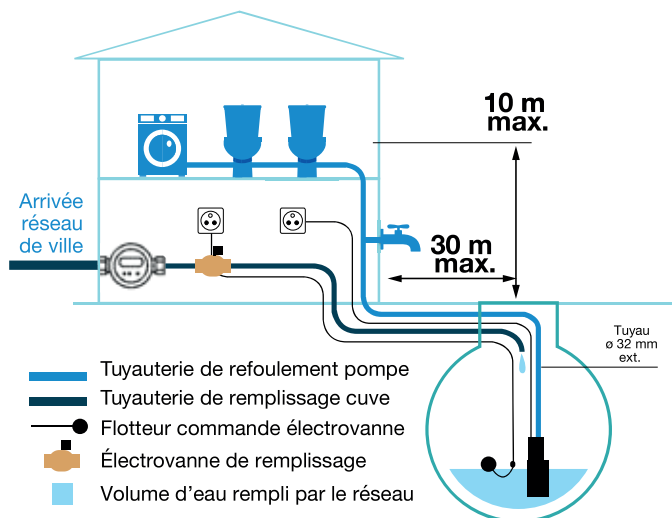 10 m
max.
Arrivée
réseau
de ville
30 m
max.
Tuyau
ø 32 mm
ext.
Tuyauterie de refoulement pompe
Tuyauterie de remplissage cuve
Flotteur commande électrovanne
Électrovanne de remplissage
Volume d'eau rempli par le réseau